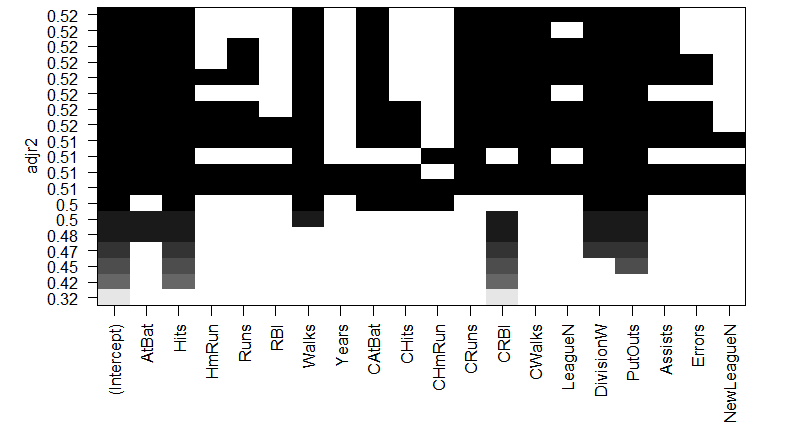 adjr2
0.52
0.52
0.52
0.52
0.52
0.52
0.52
0.52
0.51
0.51
0.51
0.51
0.5
0.5
0.48
0.47
0.45
0.42
0.32
(Intercept)
AtBat
Hits
HmRun
Runs
RBI
Walks
Years
CAtBat
CHits
CHmRun
CRuns
CRBI
CWalks
LeagueN
DivisionW
PutOuts
Assists
Errors
NewLeagueN